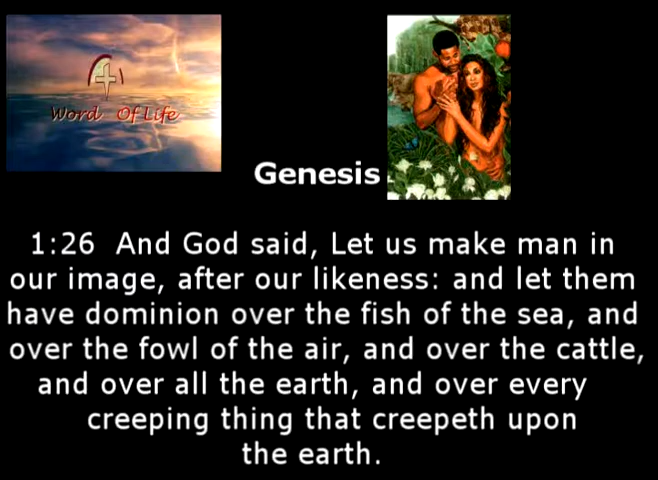 Word Of Life
Genesis
1:26 And God said, Let us make man in
our image, after our likeness: and let them
have dominion over the fish of the sea, and
over the fowl of the air, and over the cattle,
and over all the earth, and over every
creeping thing that creepeth upon
the earth.